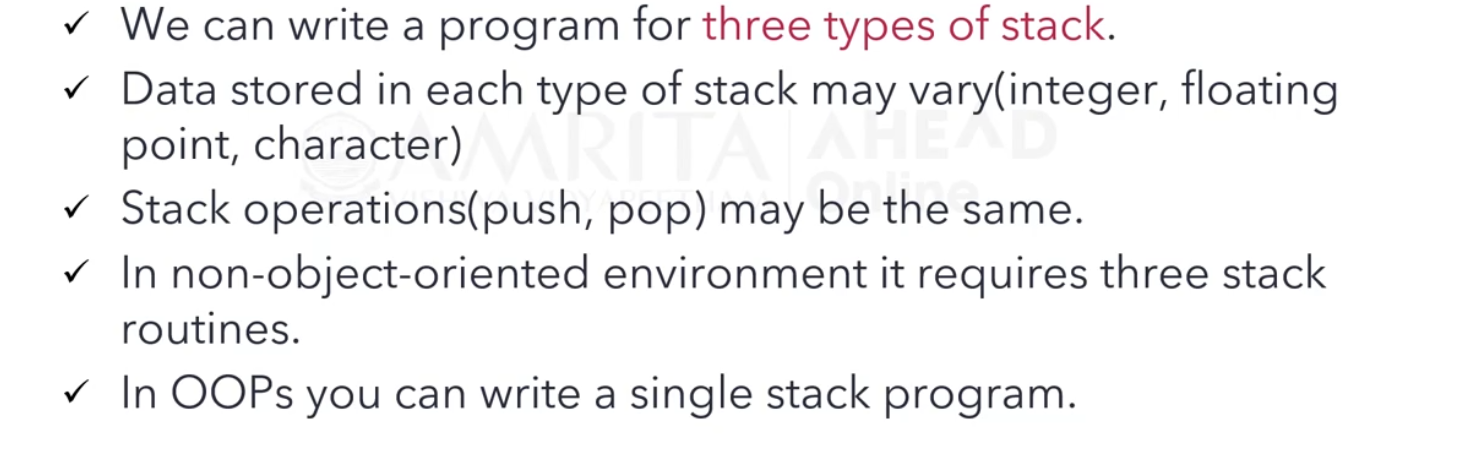 ✓ We can write a program for three types of stack.
✓ Data stored in each type of stack may vary(integer, floating
point, character)
✓ Stack operations(push, pop) may be the same.
✓ In non-object-oriented environment it requires three stack
routines.
✓ In OOPs you can write a single stack program.
AMRITA AHEAD
Online